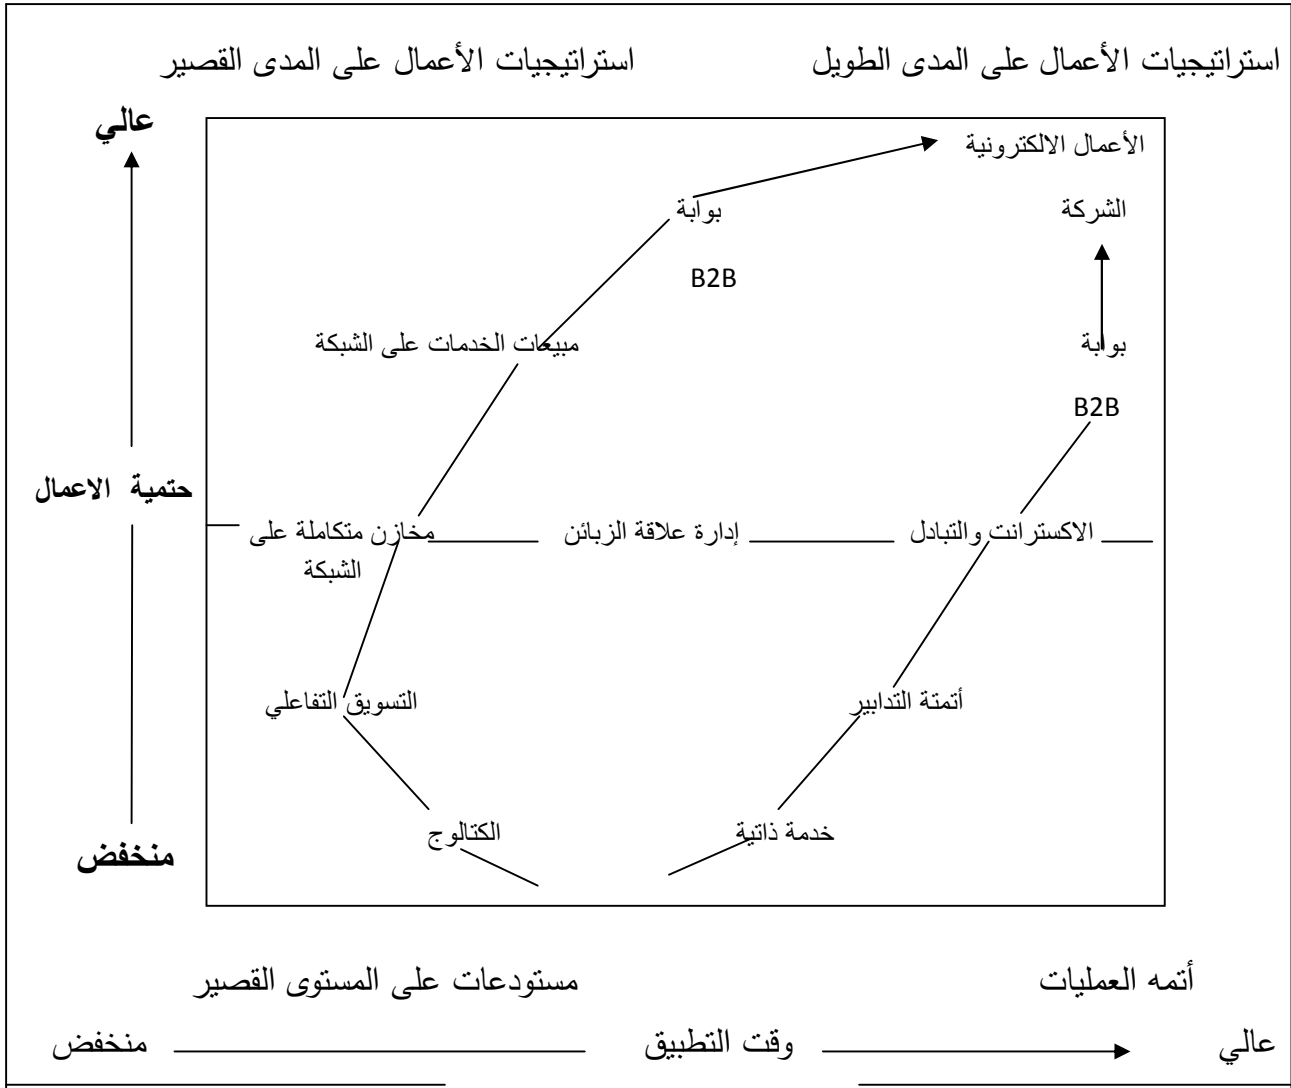 استراتيجيات الأعمال على المدى الطويل
استراتيجيات الأعمال على المدى القصير
عالي
الأعمال الالكترونية
الشركة
بوابة
B2B
مبيعات الخدمات على الشبكة
بوابة
B2B
حتمية الاعمال
الاكسترانت والتبادل
إدارة علاقة الزبائن
مخازن متكاملة على
الشبكة
أتمتة التدابير
التسويق التفاعلي
خدمة ذاتية
الكتالوج
منخفض
أتمه العمليات
مستودعات على المستوى القصير
عالي
وقت التطبيق
منخفض